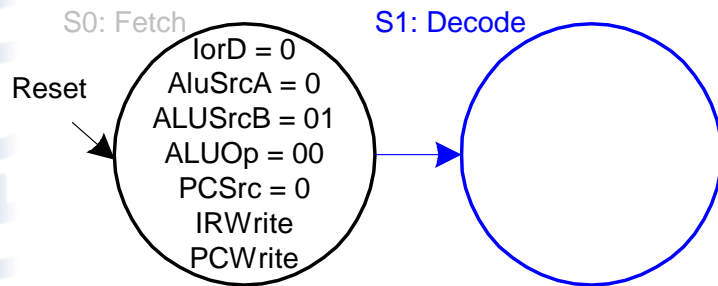 S0: Fetch
S1: Decode
Reset
IorD = 0
AluSrcA = 0
ALUSrcB = 01
ALUOp = 00
PCSrc = 0
IRWrite
PCWrite